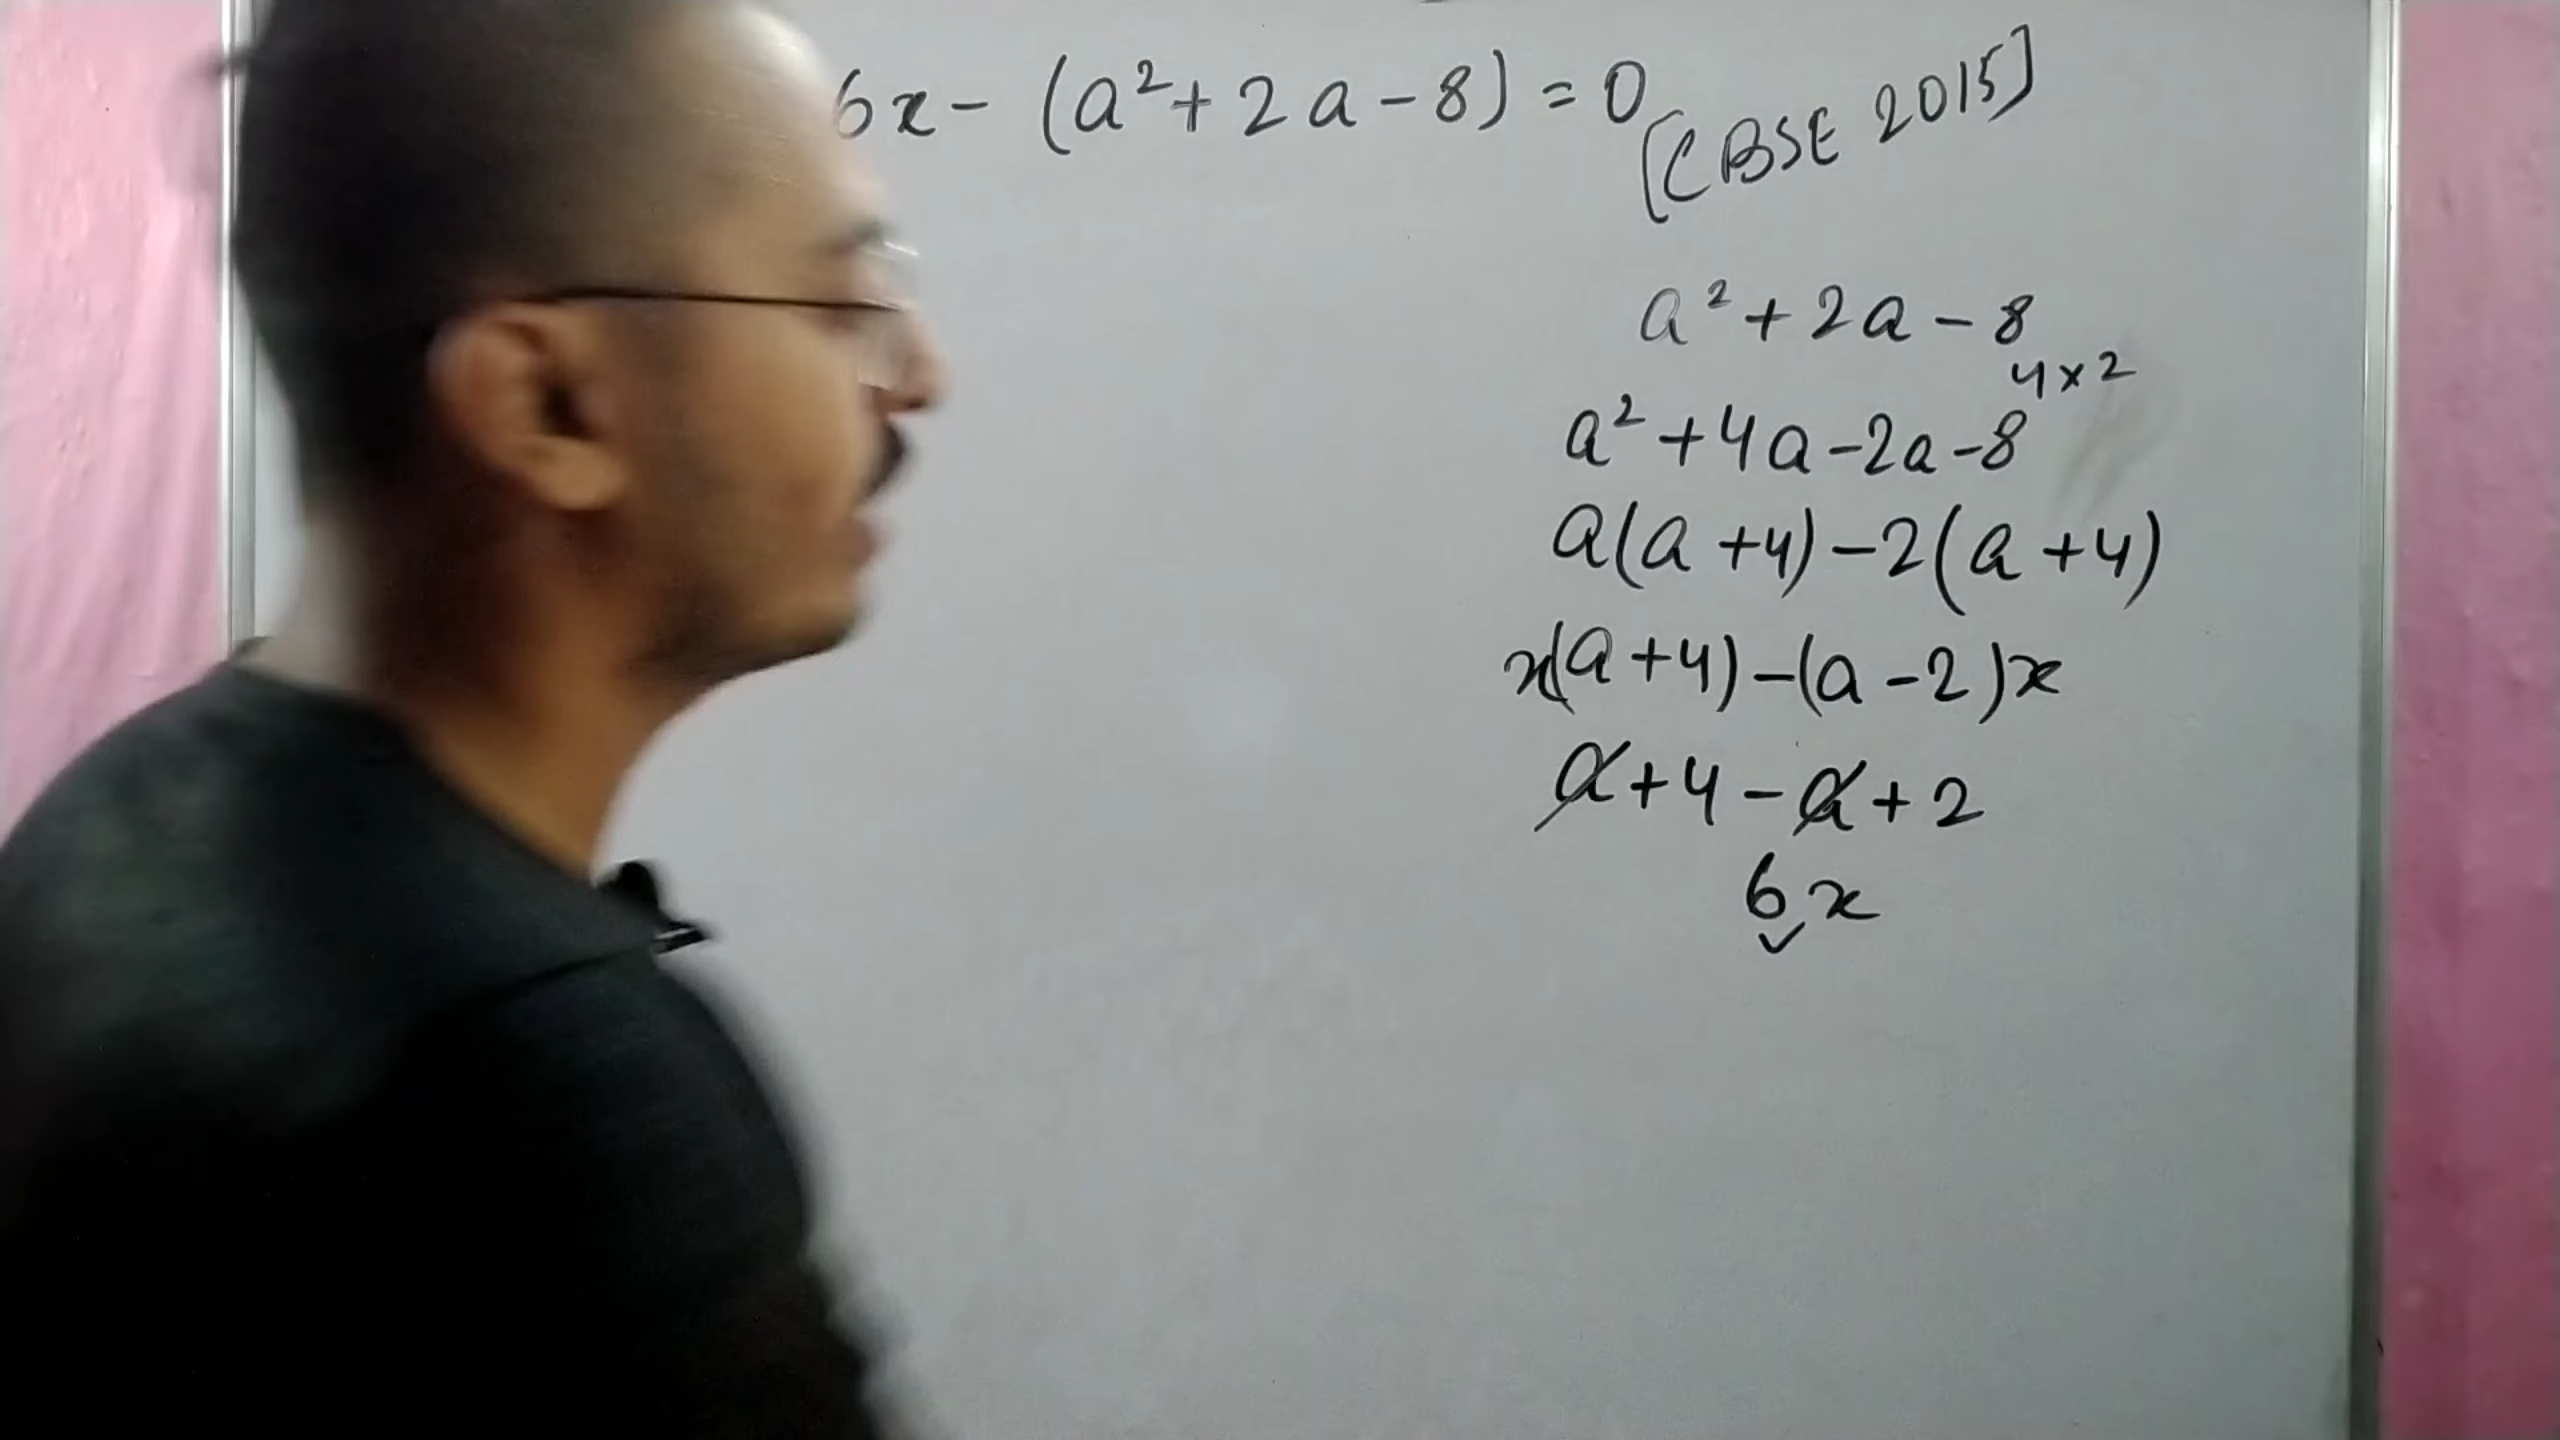 6x - (a² + 2a - 8) = 0
[CBSE 2015]
a² + 2a - 8
4 × 2
a² + 4a - 2a - 8
a(a + 4) - 2(a + 4)
x(a + 4) - (a - 2)x
a + 4 - a + 2
6x